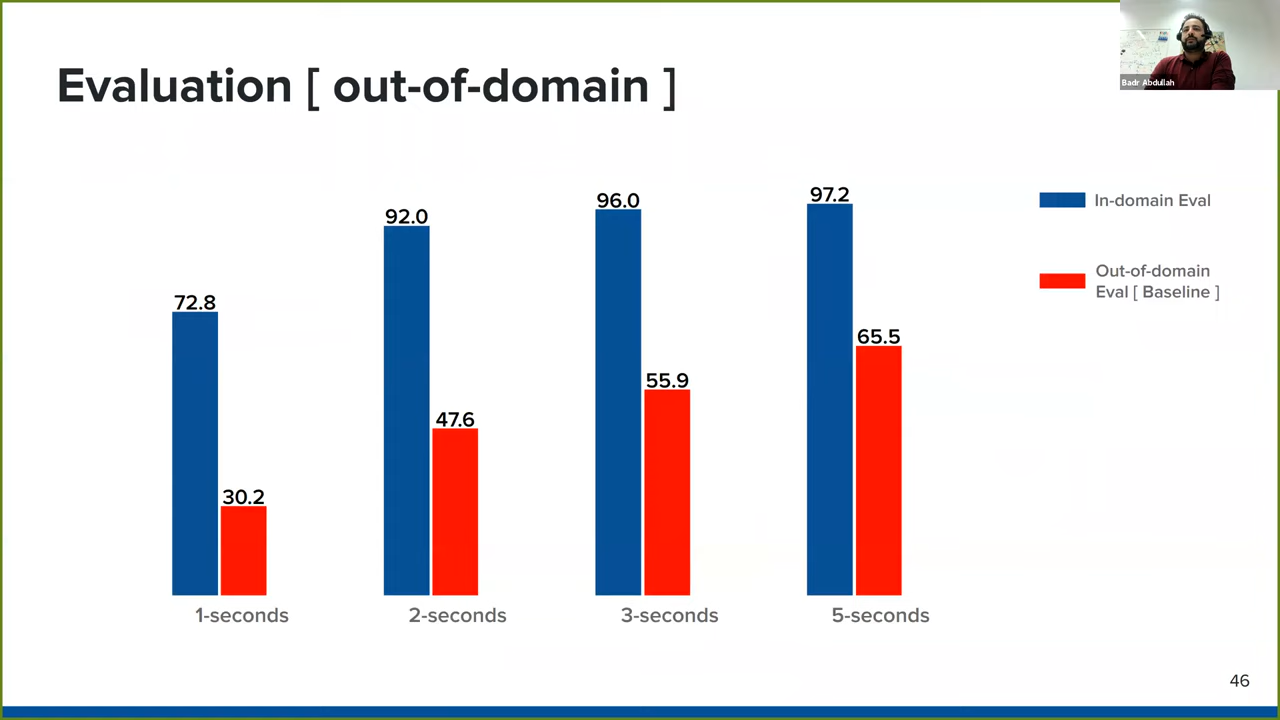 Evaluation [ out-of-domain ]
Badr Abdullah
72.8
30.2
92.0
47.6
96.0
55.9
97.2
65.5
1-seconds
2-seconds
3-seconds
5-seconds
In-domain Eval
Out-of-domain
Eval [ Baseline ]
46